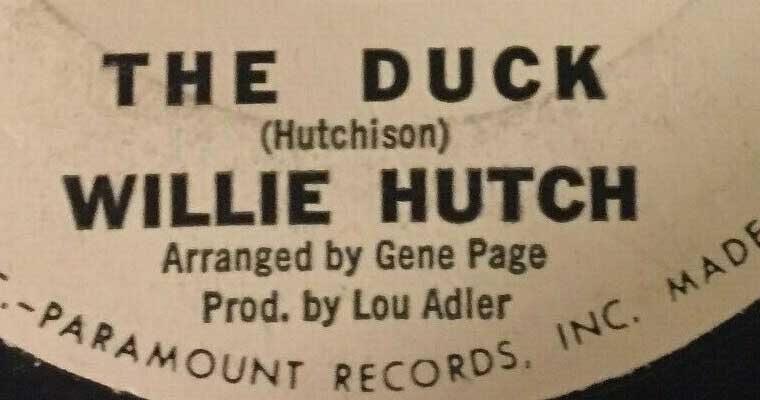 THE DUCK
(Hutchison)
WILLIE HUTCH
Arranged by Gene Page
Prod. by Lou Adler
.-PARAMOUNT RECORDS, INC. MADE